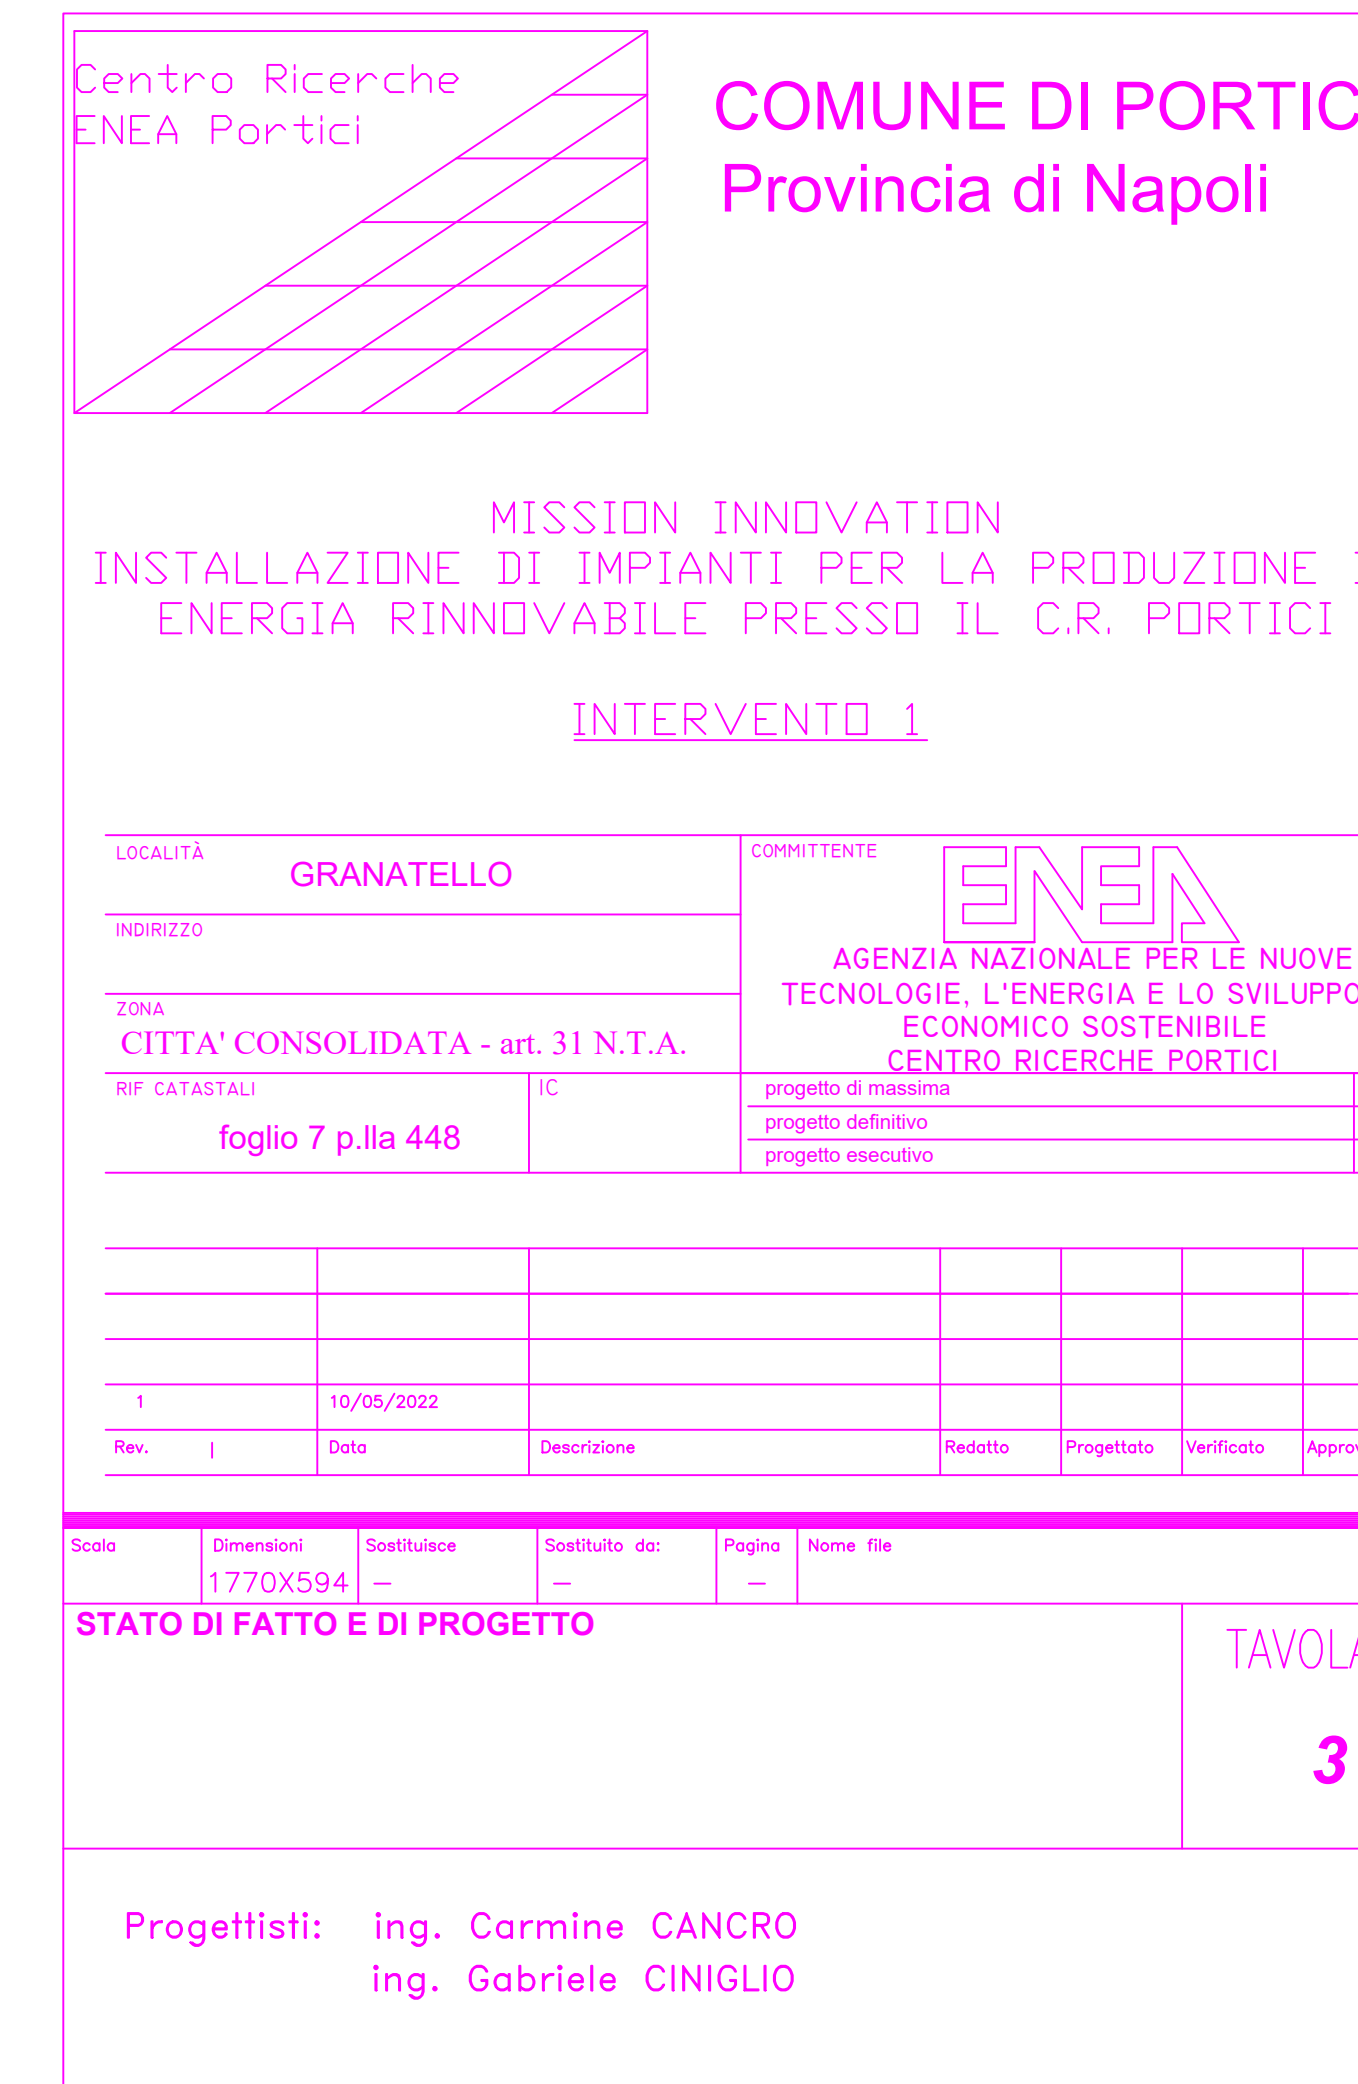 Centro Ricerche
ENEA Portici
COMUNE DI PORTIC
Provincia di Napoli
MISSION INNOVATION
INSTALLAZIONE DI IMPIANTI PER LA PRODUZIONE
ENERGIA RINNOVABILE PRESSO IL C.R. PORTICI
INTERVENTO 1
LOCALITÀ
GRANATELLO
INDIRIZZO
ZONA
CITTA' CONSOLIDATA - art. 31 N.T.A.
RIF CATASTALI
foglio 7 p.lla 448
IC
COMMITTENTE
ENEA
AGENZIA NAZIONALE PER LE NUOVE
TECNOLOGIE, L'ENERGIA E LO SVILUPPO
ECONOMICO SOSTENIBILE
CENTRO RICERCHE PORTICI
progetto di massima
progetto definitivo
progetto esecutivo
1 10/05/2022
Rev. | Data Descrizione Redatto Progettato Verificato Approv
Scala Dimensioni Sostituisce Sostituito da: Pagina Nome file
1770X594 – – –
STATO DI FATTO E DI PROGETTO
TAVOLA
3
Progettisti: ing. Carmine CANCRO
ing. Gabriele CINIGLIO